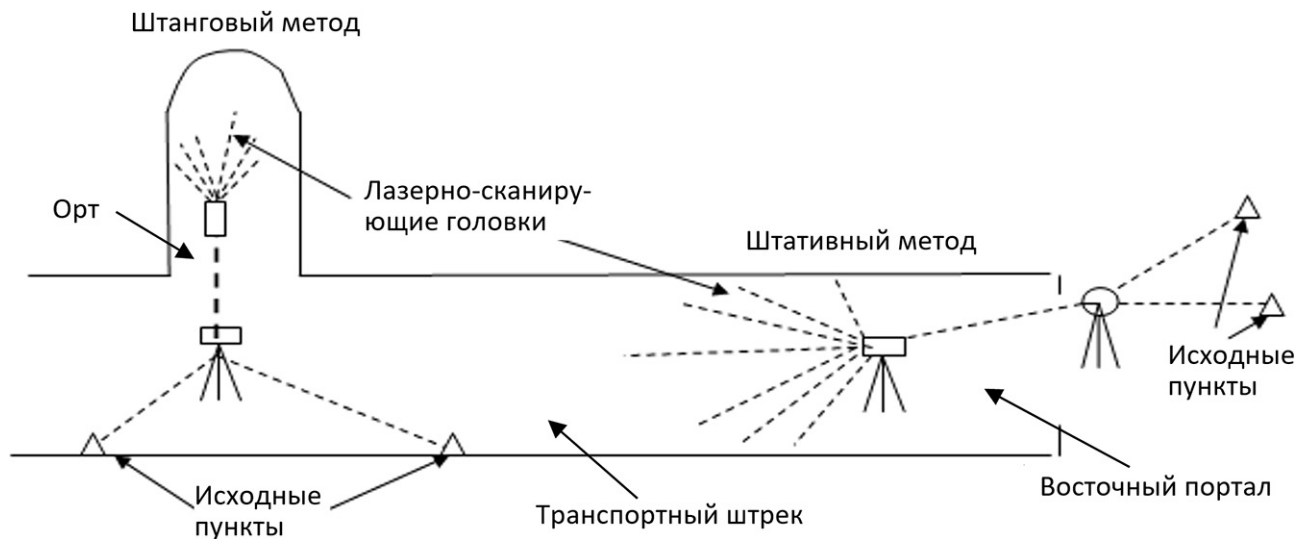 Штанговый метод
Орт
Лазерно-сканиру-
ющие головки
Штативный метод
Исходные
пункты
Исходные
пункты
Транспортный штрек
Восточный портал